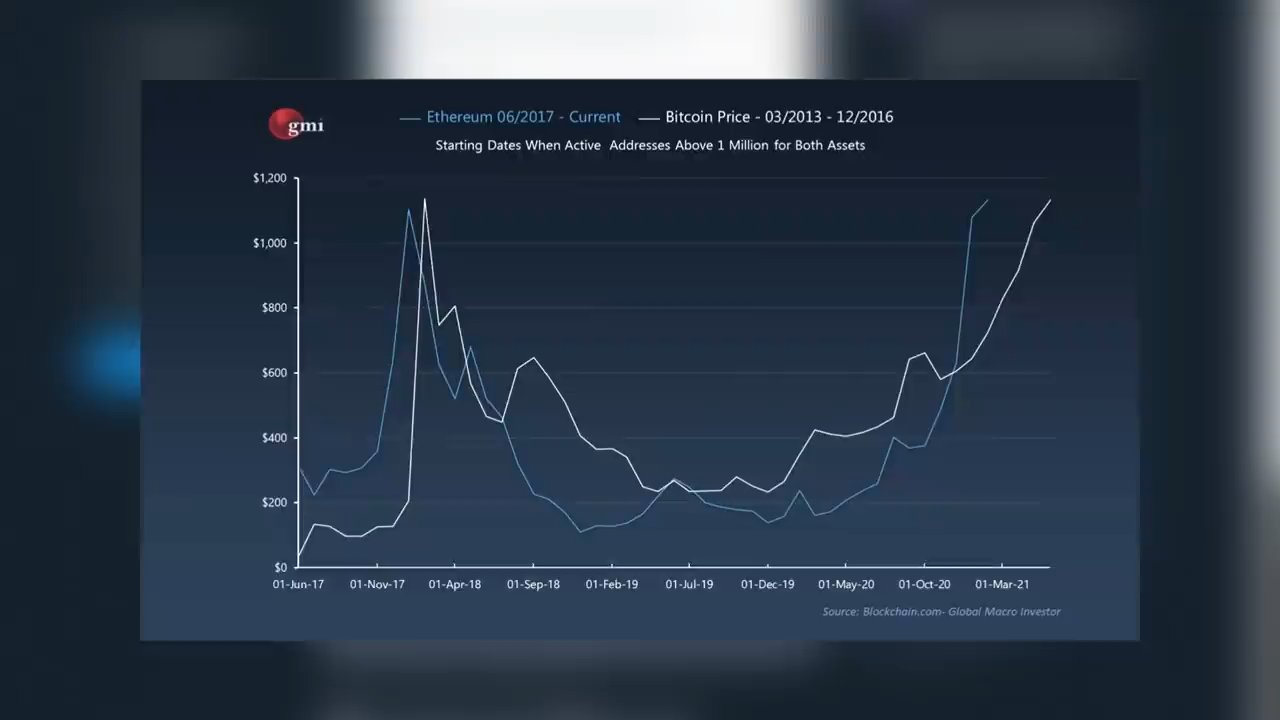 gmi
Ethereum 06/2017 - Current Bitcoin Price - 03/2013 - 12/2016
Starting Dates When Active Addresses Above 1 Million for Both Assets
$1,200
$1,000
$800
$600
$400
$200
$0
01-Jun-17 01-Nov-17 01-Apr-18 01-Sep-18 01-Feb-19 01-Jul-19 01-Dec-19 01-May-20 01-Oct-20 01-Mar-21
Source: Blockchain.com- Global Macro Investor